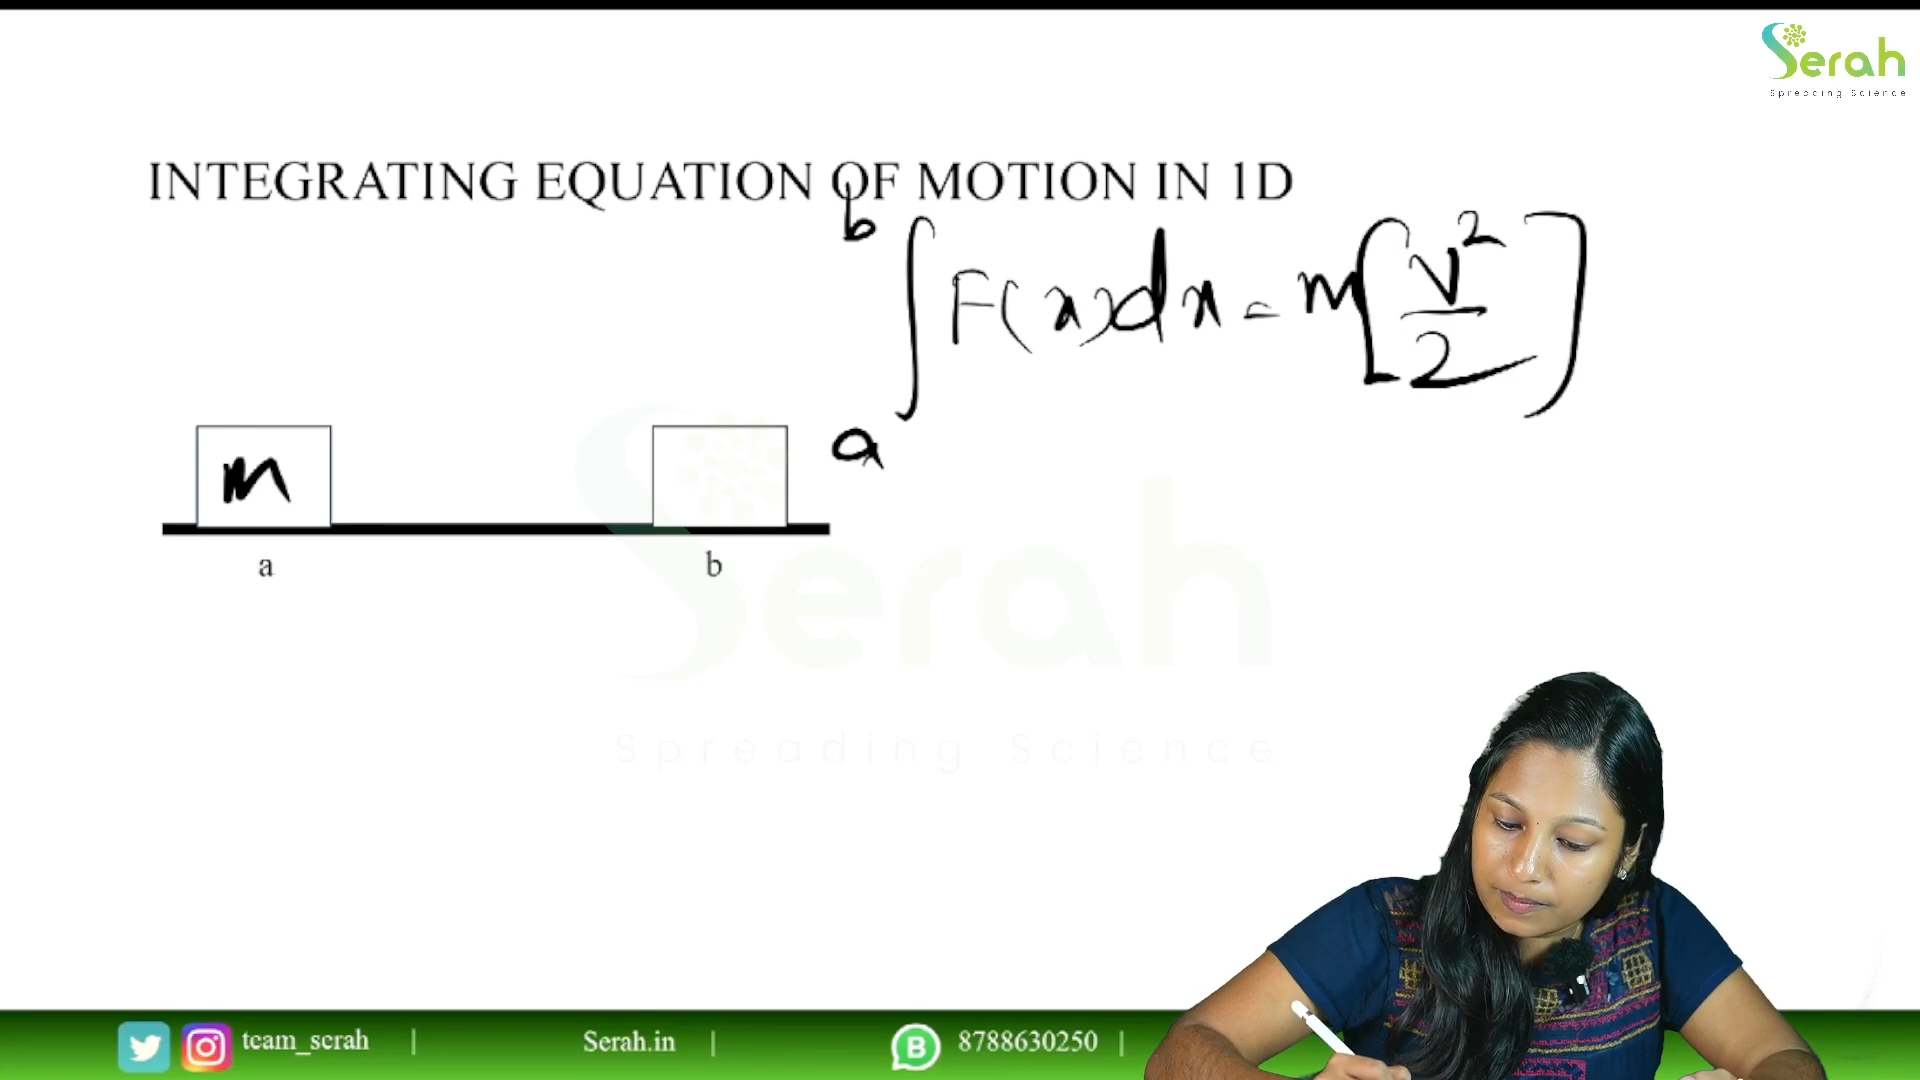 Serah
Spreading Science
INTEGRATING EQUATION OF MOTION IN 1D
b
∫ F(x)dx = m[v²/2]
a
m
a b
Serah
Spreading Science
team_serah | Serah.in | 8788630250 |